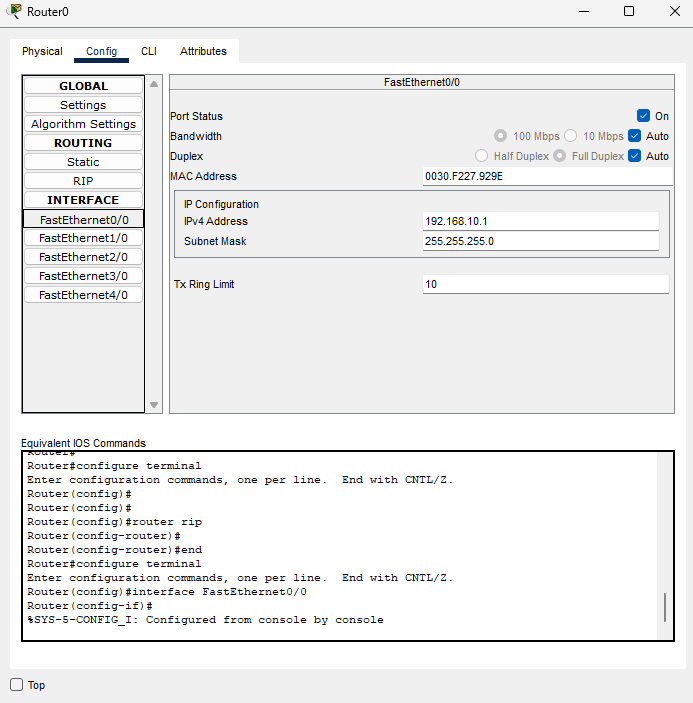 Router0
Physical Config CLI Attributes
GLOBAL
Settings
Algorithm Settings
ROUTING
Static
RIP
INTERFACE
FastEthernet0/0
FastEthernet1/0
FastEthernet2/0
FastEthernet3/0
FastEthernet4/0
FastEthernet0/0
Port Status On
Bandwidth 100 Mbps 10 Mbps Auto
Duplex Half Duplex Full Duplex Auto
MAC Address 0030.F227.929E
IP Configuration
IPv4 Address 192.168.10.1
Subnet Mask 255.255.255.0
Tx Ring Limit 10
Equivalent IOS Commands
Router#
Router#configure terminal
Enter configuration commands, one per line. End with CNTL/Z.
Router(config)#
Router(config)#
Router(config)#router rip
Router(config-router)#
Router(config-router)#end
Router#configure terminal
Enter configuration commands, one per line. End with CNTL/Z.
Router(config)#interface FastEthernet0/0
Router(config-if)#
%SYS-5-CONFIG_I: Configured from console by console
Top